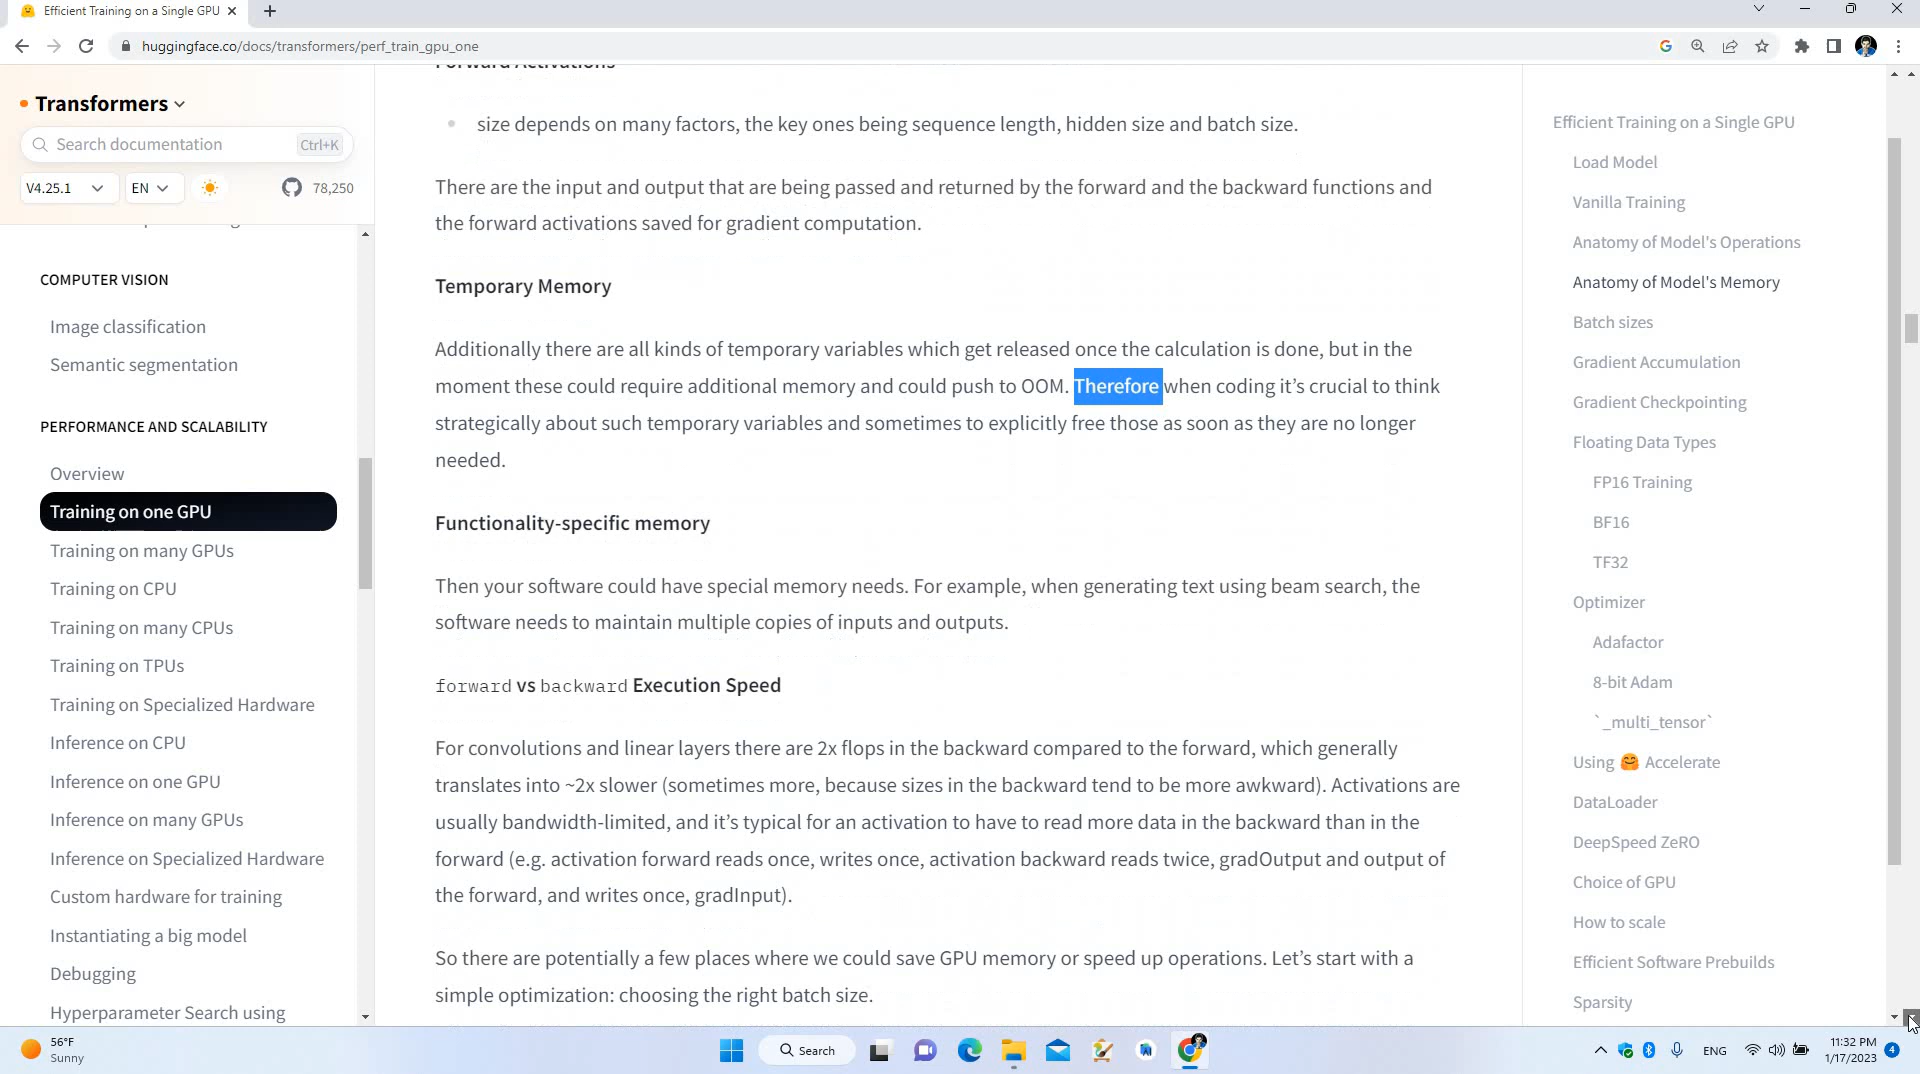 Efficient Training on a Single GPU
huggingface.co/docs/transformers/perf_train_gpu_one
Transformers
Search documentation
Ctrl+K
V4.25.1
EN
78,250
COMPUTER VISION
Image classification
Semantic segmentation
PERFORMANCE AND SCALABILITY
Overview
Training on one GPU
Training on many GPUs
Training on CPU
Training on many CPUs
Training on TPUs
Training on Specialized Hardware
Inference on CPU
Inference on one GPU
Inference on many GPUs
Inference on Specialized Hardware
Custom hardware for training
Instantiating a big model
Debugging
Hyperparameter Search using
Forward Activations
size depends on many factors, the key ones being sequence length, hidden size and batch size.
There are the input and output that are being passed and returned by the forward and the backward functions and
the forward activations saved for gradient computation.
Temporary Memory
Additionally there are all kinds of temporary variables which get released once the calculation is done, but in the
moment these could require additional memory and could push to OOM. Therefore when coding it’s crucial to think
strategically about such temporary variables and sometimes to explicitly free those as soon as they are no longer
needed.
Functionality-specific memory
Then your software could have special memory needs. For example, when generating text using beam search, the
software needs to maintain multiple copies of inputs and outputs.
forward vs backward Execution Speed
For convolutions and linear layers there are 2x flops in the backward compared to the forward, which generally
translates into ~2x slower (sometimes more, because sizes in the backward tend to be more awkward). Activations are
usually bandwidth-limited, and it’s typical for an activation to have to read more data in the backward than in the
forward (e.g. activation forward reads once, writes once, activation backward reads twice, gradOutput and output of
the forward, and writes once, gradInput).
So there are potentially a few places where we could save GPU memory or speed up operations. Let’s start with a
simple optimization: choosing the right batch size.
Efficient Training on a Single GPU
Load Model
Vanilla Training
Anatomy of Model's Operations
Anatomy of Model's Memory
Batch sizes
Gradient Accumulation
Gradient Checkpointing
Floating Data Types
FP16 Training
BF16
TF32
Optimizer
Adafactor
8-bit Adam
`_multi_tensor`
Using 🤗 Accelerate
DataLoader
DeepSpeed ZeRO
Choice of GPU
How to scale
Efficient Software Prebuilds
Sparsity
56°F
Sunny
Search
ENG
11:32 PM
1/17/2023
4